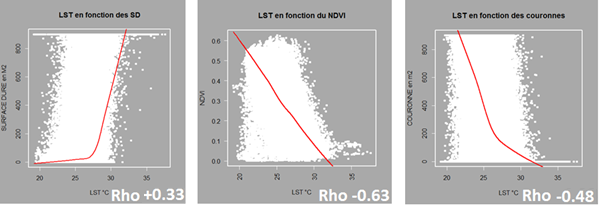 LST en fonction des SD
SURFACE DURE en M2
800
600
400
200
0
20
25
30
35
LST °C
Rho +0.33
LST en fonction du NDVI
NDVI
0.6
0.5
0.4
0.3
0.2
0.1
0.0
20
25
30
35
LST °C
Rho -0.63
LST en fonction des couronnes
COURONNE en m2
800
600
400
200
0
20
25
30
35
LST °C
Rho -0.48